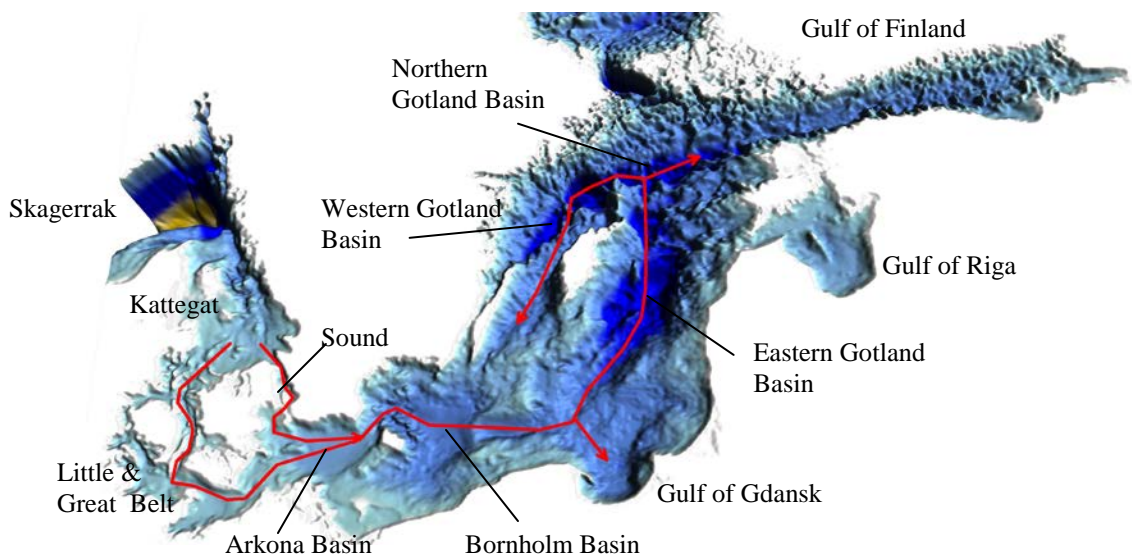 Gulf of Finland
Northern
Gotland Basin
Skagerrak
Western Gotland
Basin
Gulf of Riga
Kattegat
Sound
Eastern Gotland
Basin
Little &
Great Belt
Gulf of Gdansk
Arkona Basin
Bornholm Basin